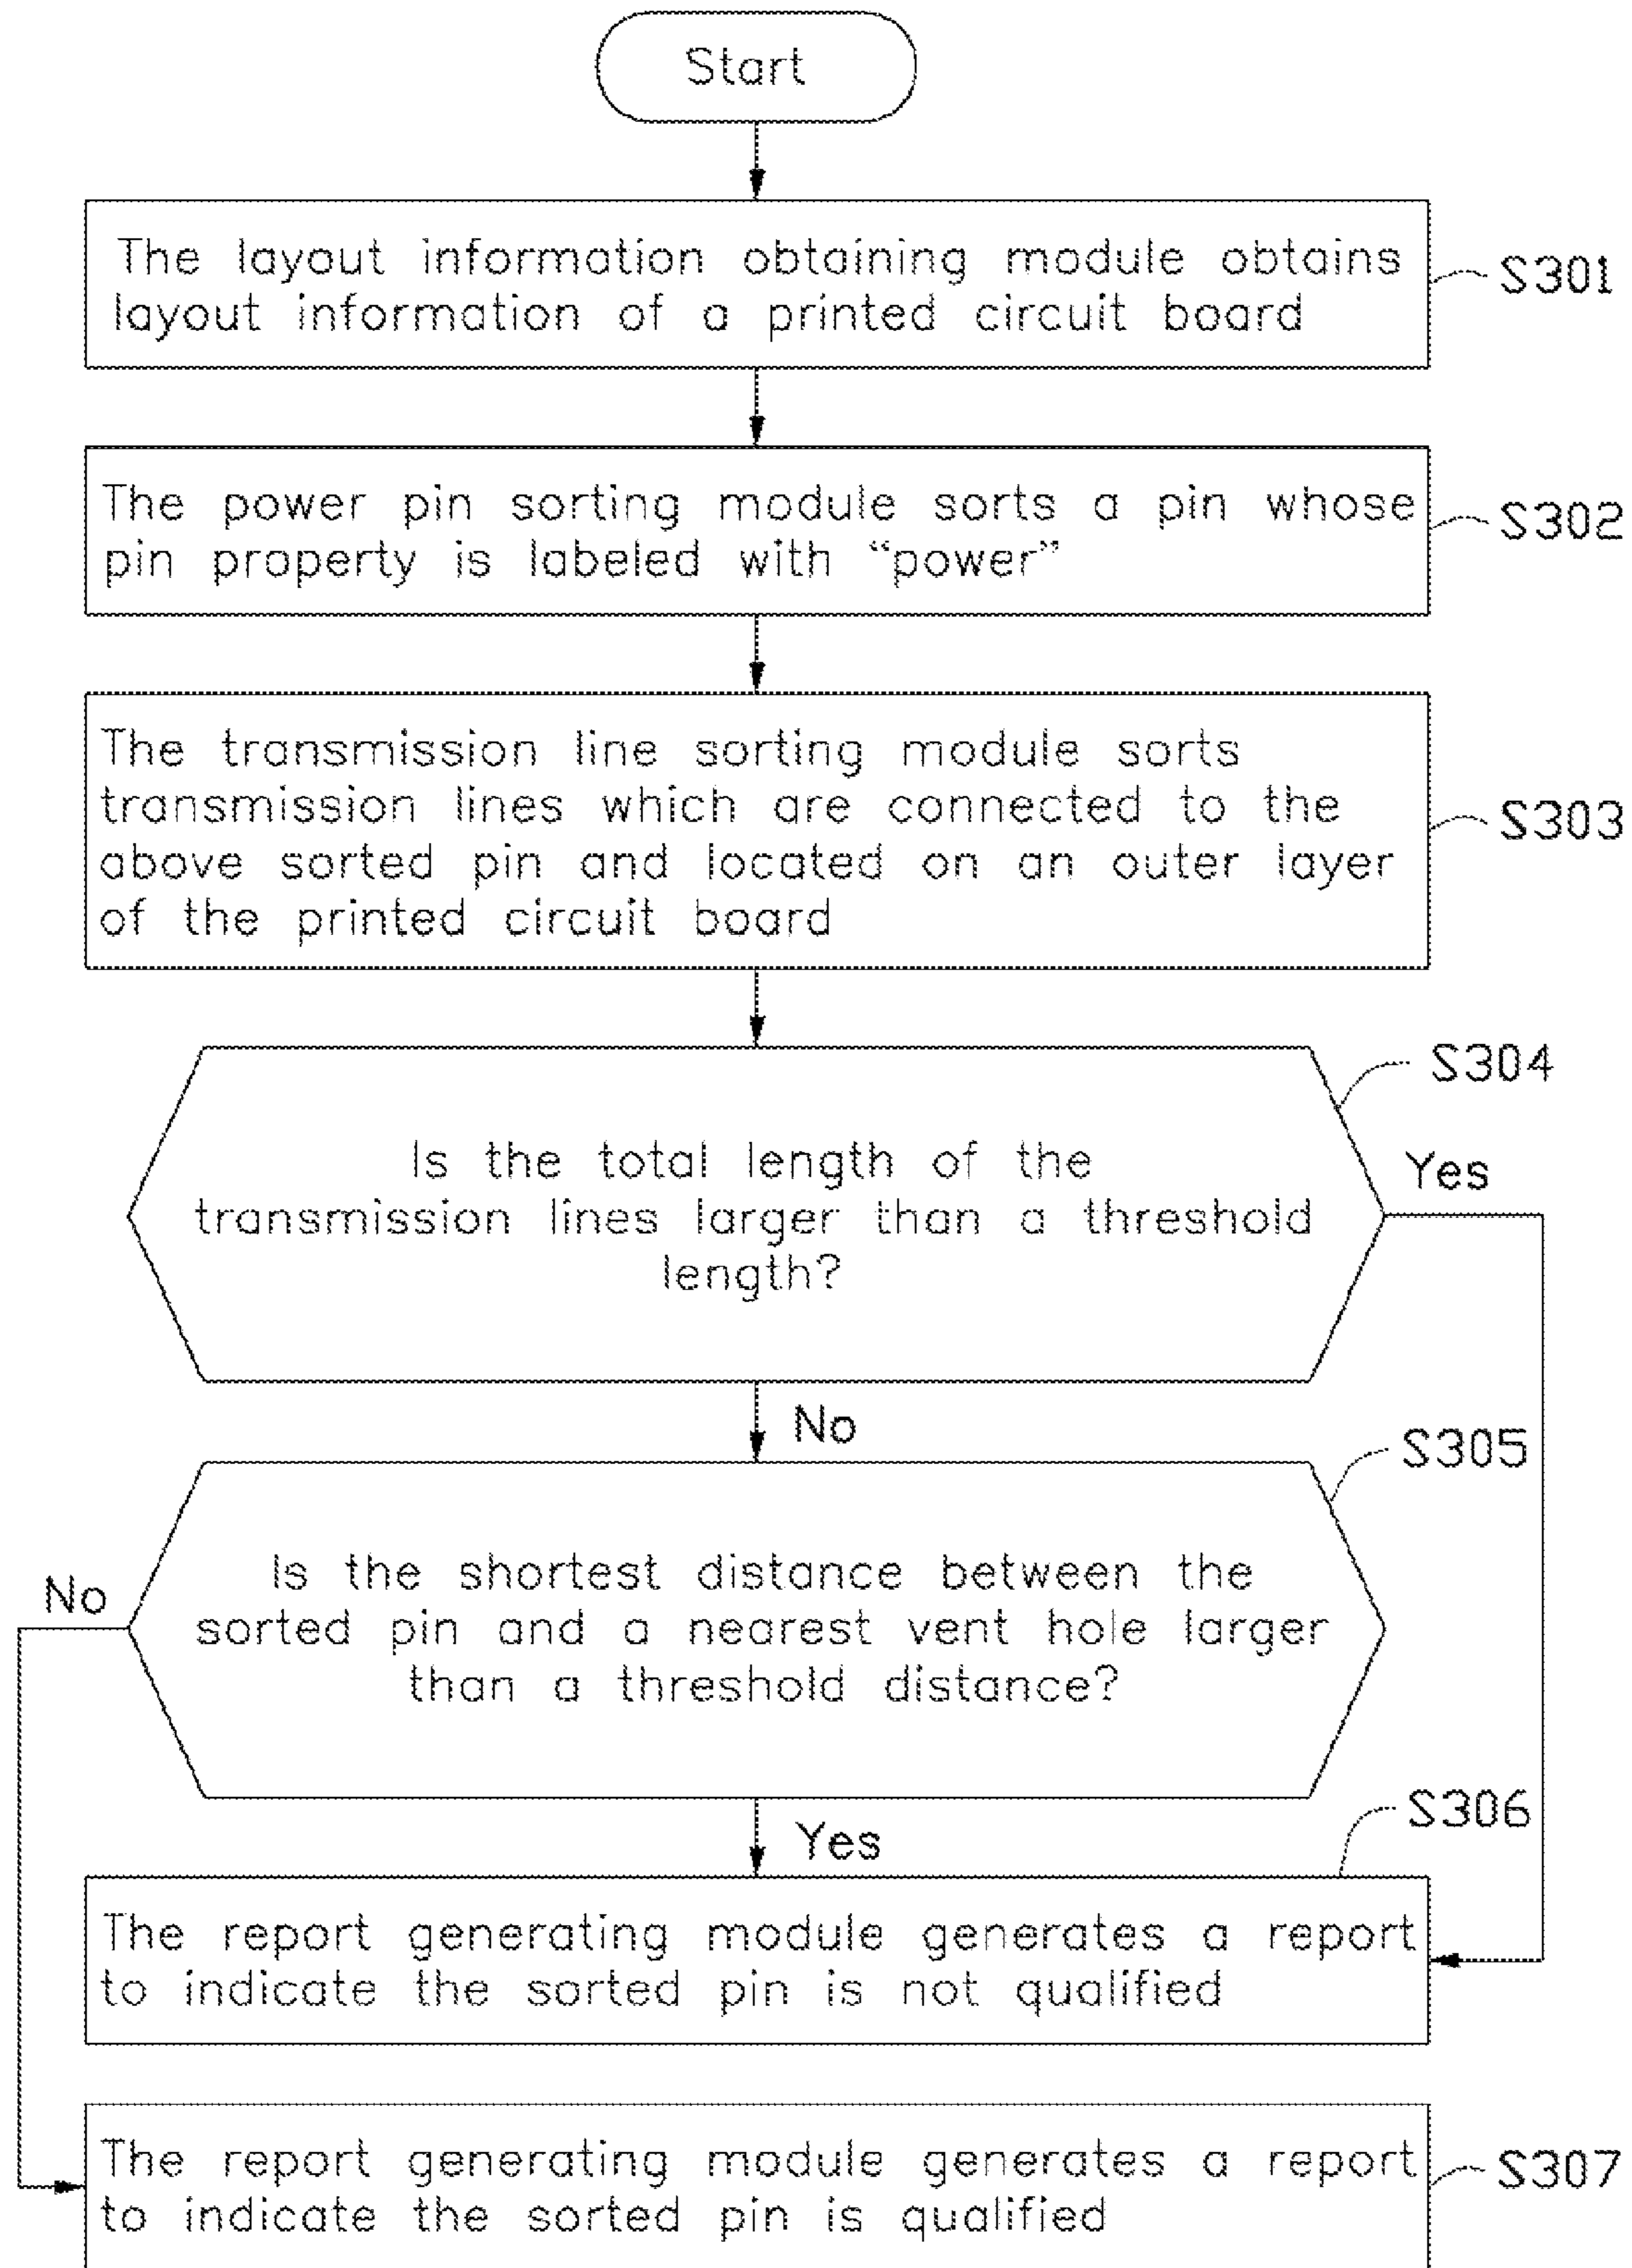 Start
The layout information obtaining module obtains
layout information of a printed circuit board
S301
The power pin sorting module sorts a pin whose
pin property is labeled with “power”
S302
The transmission line sorting module sorts
transmission lines which are connected to the
above sorted pin and located on an outer layer
of the printed circuit board
S303
S304
Is the total length of the
transmission lines larger than a threshold
length?
Yes
No
S305
Is the shortest distance between the
sorted pin and a nearest vent hole larger
than a threshold distance?
No
Yes
S306
The report generating module generates a report
to indicate the sorted pin is not qualified
The report generating module generates a report
to indicate the sorted pin is qualified
S307